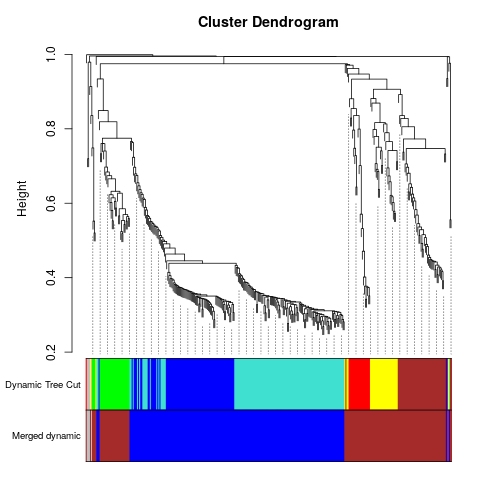 Cluster Dendrogram
Height
1.0
0.8
0.6
0.4
0.2
Dynamic Tree Cut
Merged dynamic